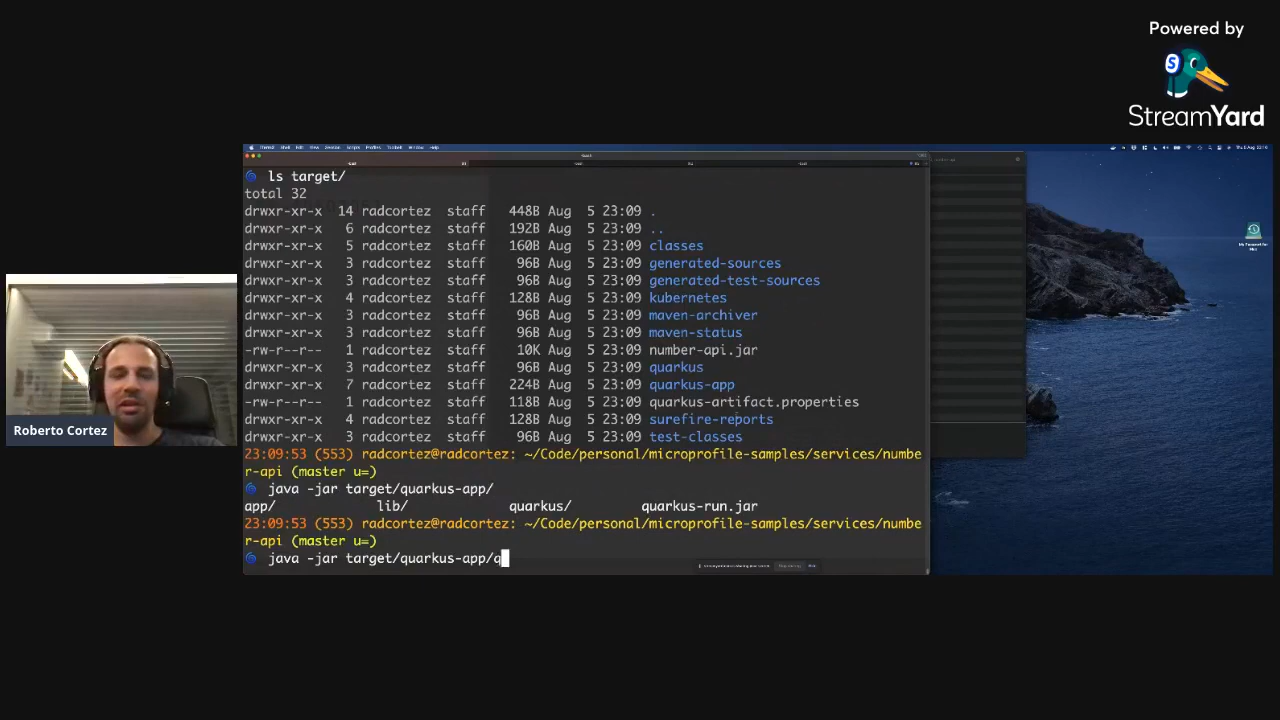 Powered by
StreamYard
ls target/
total 32
drwxr-xr-x 14 radcortez staff 448B Aug 5 23:09 .
drwxr-xr-x 6 radcortez staff 192B Aug 5 23:09 ..
drwxr-xr-x 5 radcortez staff 160B Aug 5 23:09 classes
drwxr-xr-x 3 radcortez staff 96B Aug 5 23:09 generated-sources
drwxr-xr-x 3 radcortez staff 96B Aug 5 23:09 generated-test-sources
drwxr-xr-x 4 radcortez staff 128B Aug 5 23:09 kubernetes
drwxr-xr-x 3 radcortez staff 96B Aug 5 23:09 maven-archiver
drwxr-xr-x 3 radcortez staff 96B Aug 5 23:09 maven-status
-rw-r--r-- 1 radcortez staff 10K Aug 5 23:09 number-api.jar
drwxr-xr-x 3 radcortez staff 96B Aug 5 23:09 quarkus
drwxr-xr-x 7 radcortez staff 224B Aug 5 23:09 quarkus-app
-rw-r--r-- 1 radcortez staff 118B Aug 5 23:09 quarkus-artifact.properties
drwxr-xr-x 4 radcortez staff 128B Aug 5 23:09 surefire-reports
drwxr-xr-x 3 radcortez staff 96B Aug 5 23:09 test-classes
23:09:53 (553) radcortez@radcortez: ~/Code/personal/microprofile-samples/services/numbe
r-api (master u=)
java -jar target/quarkus-app/
app/ lib/ quarkus/ quarkus-run.jar
23:09:53 (553) radcortez@radcortez: ~/Code/personal/microprofile-samples/services/numbe
r-api (master u=)
java -jar target/quarkus-app/q
Roberto Cortez